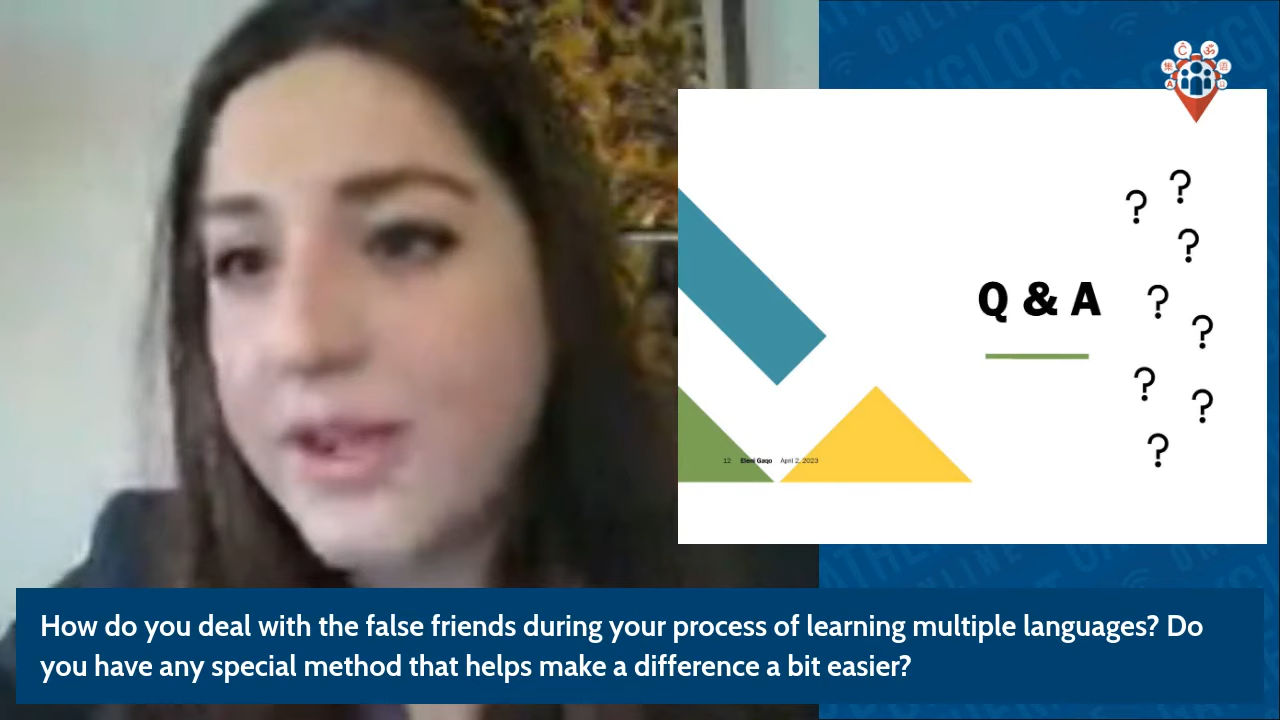 ?
?
?
Q & A
?
?
?
?
?
12 Eleni Gaqo April 2, 2023
ONLINE
How do you deal with the false friends during your process of learning multiple languages? Do
you have any special method that helps make a difference a bit easier?